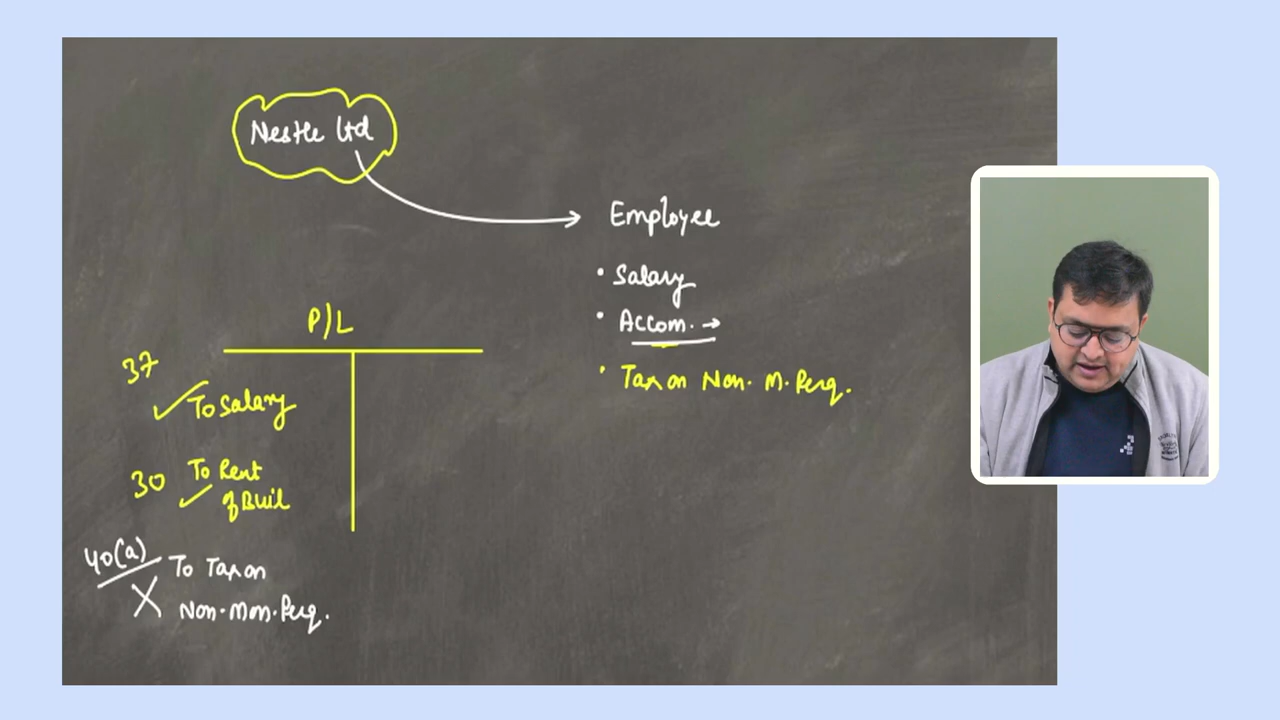 Nestle Ltd
Employee
• Salary
• Accom. →
• Tax on Non. M. Perq.
P/L
37
To Salary
30 To Rent
of Buil
40(a)
To Tax on
Non. Mon. Perq.